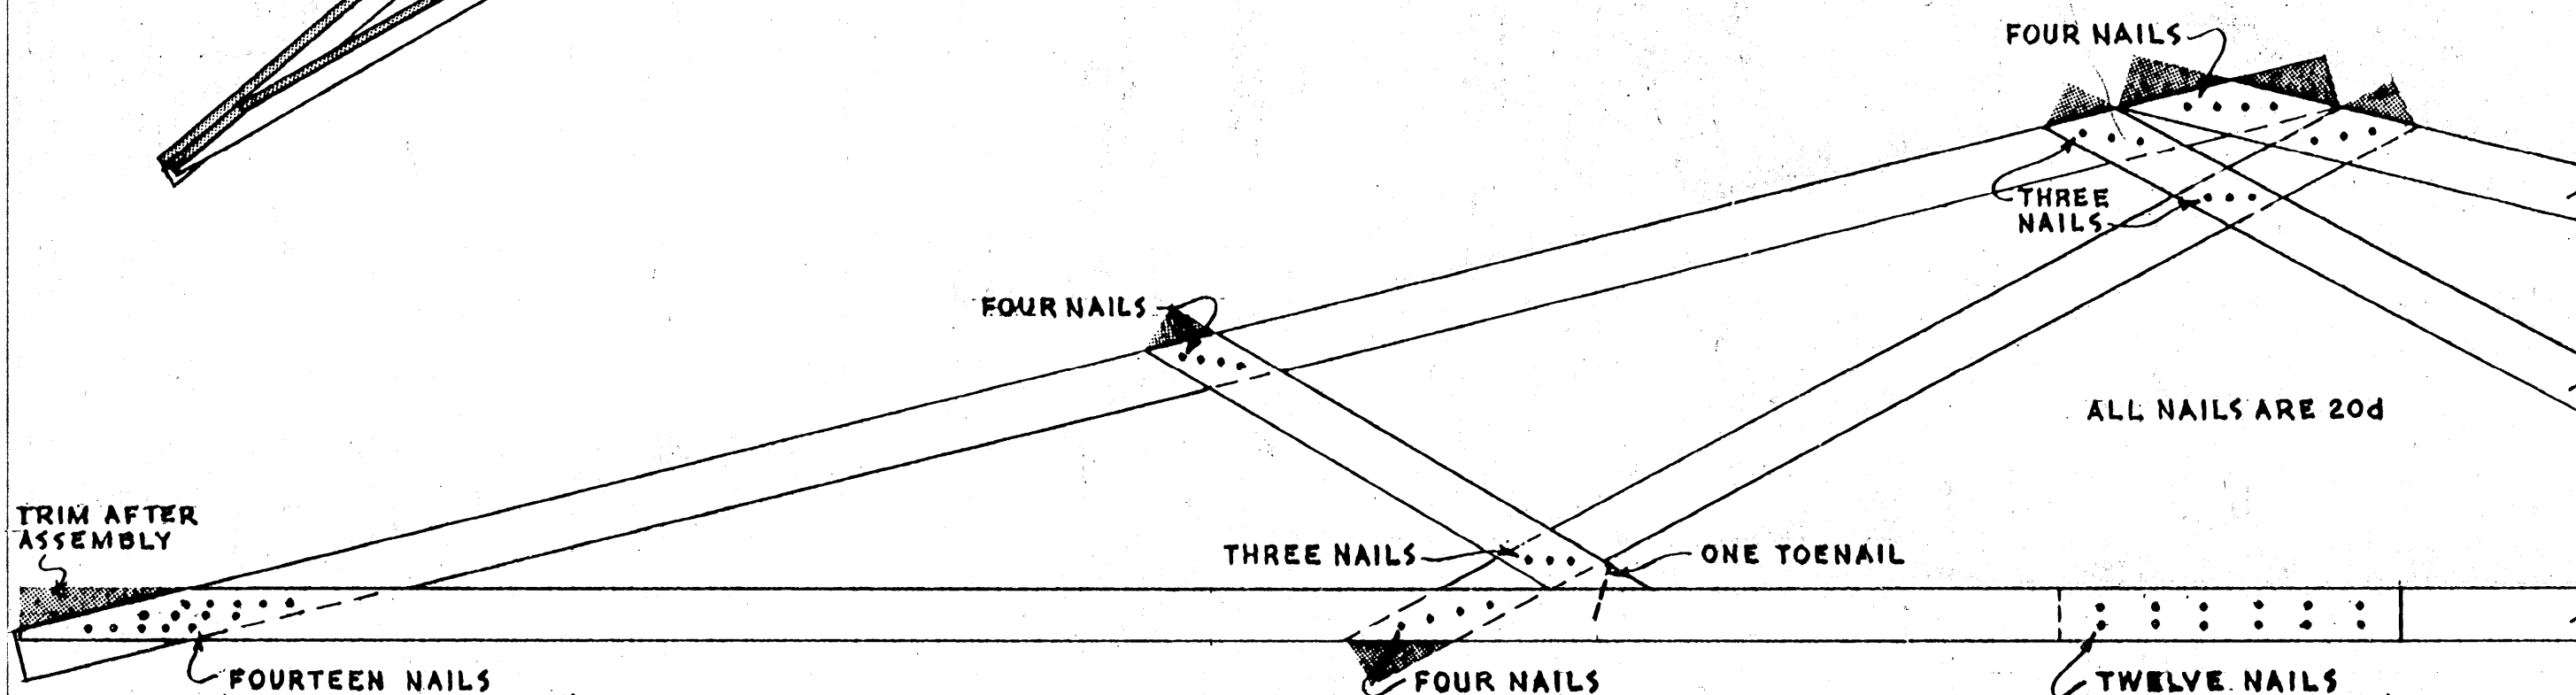 FOUR NAILS
THREE
NAILS
FOUR NAILS
ALL NAILS ARE 20d
TRIM AFTER
ASSEMBLY
THREE NAILS
ONE TOENAIL
FOURTEEN NAILS
FOUR NAILS
TWELVE NAILS